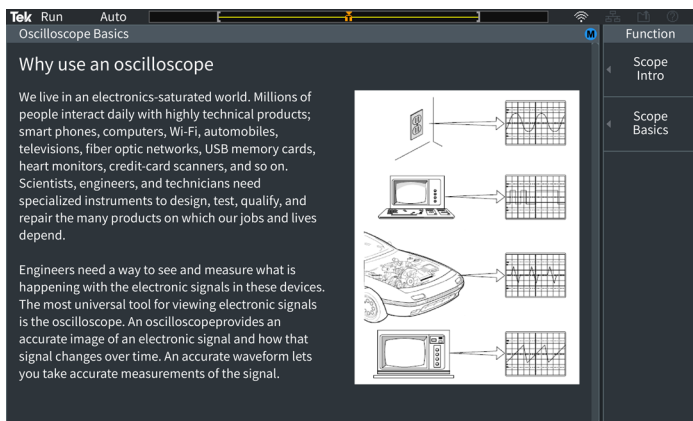 Tek Run Auto
Oscilloscope Basics
M
Function
Why use an oscilloscope
We live in an electronics-saturated world. Millions of
people interact daily with highly technical products;
smart phones, computers, Wi-Fi, automobiles,
televisions, fiber optic networks, USB memory cards,
heart monitors, credit-card scanners, and so on.
Scientists, engineers, and technicians need
specialized instruments to design, test, qualify, and
repair the many products on which our jobs and lives
depend.
Engineers need a way to see and measure what is
happening with the electronic signals in these devices.
The most universal tool for viewing electronic signals
is the oscilloscope. An oscilloscopeprovides an
accurate image of an electronic signal and how that
signal changes over time. An accurate waveform lets
you take accurate measurements of the signal.
Scope
Intro
Scope
Basics